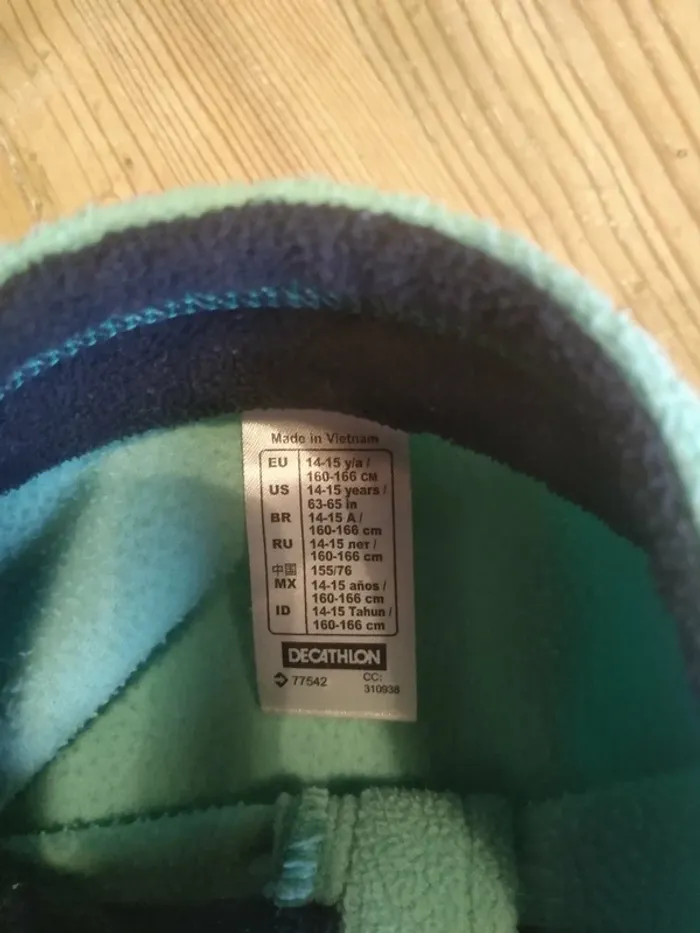 Made in Vietnam
EU 14-15 y/a /
160-166 см
US 14-15 years /
63-65 in
BR 14-15 A /
160-166 cm
RU 14-15 лет /
160-166 cm
中国 155/76
MX 14-15 años /
160-166 cm
ID 14-15 Tahun /
160-166 cm
DECATHLON
77542 CC:
310938